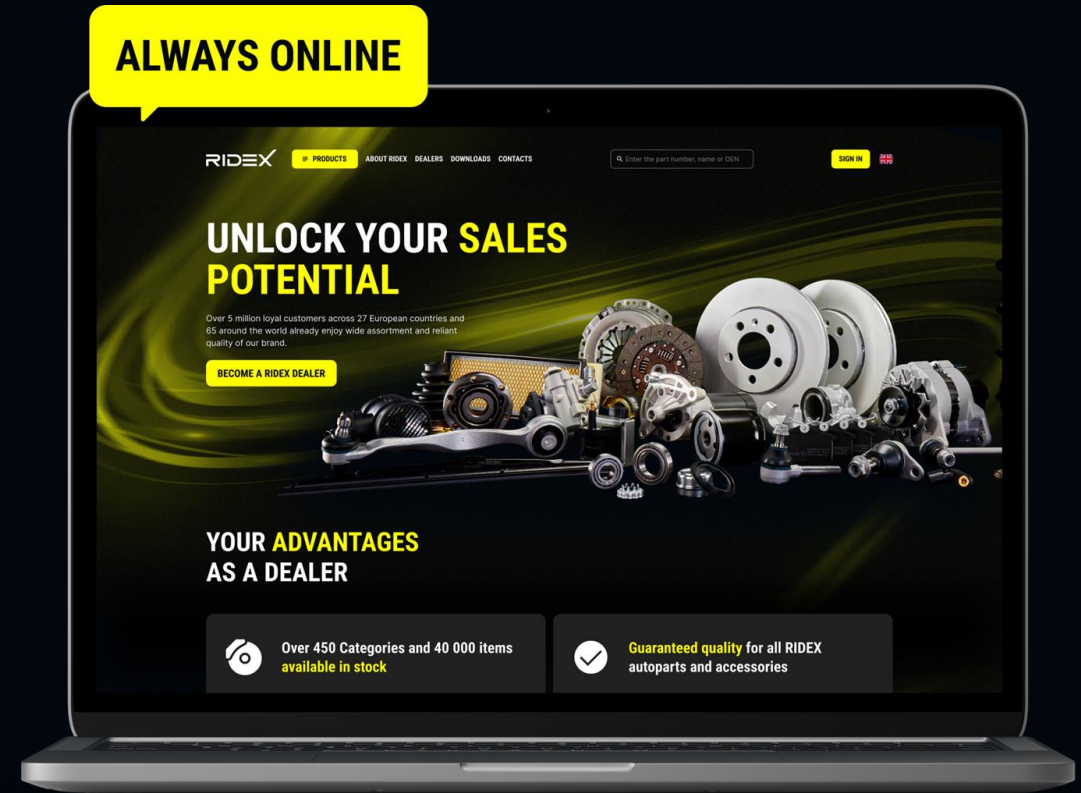 ALWAYS ONLINE
RIDEX
PRODUCTS
ABOUT RIDEX
DEALERS
DOWNLOADS
CONTACTS
Enter the part number, name or OEN
SIGN IN
UNLOCK YOUR SALES
POTENTIAL
Over 5 million loyal customers across 27 European countries and
65 around the world already enjoy wide assortment and reliant
quality of our brand.
BECOME A RIDEX DEALER
YOUR ADVANTAGES
AS A DEALER
Over 450 Categories and 40 000 items
available in stock
Guaranteed quality for all RIDEX
autoparts and accessories